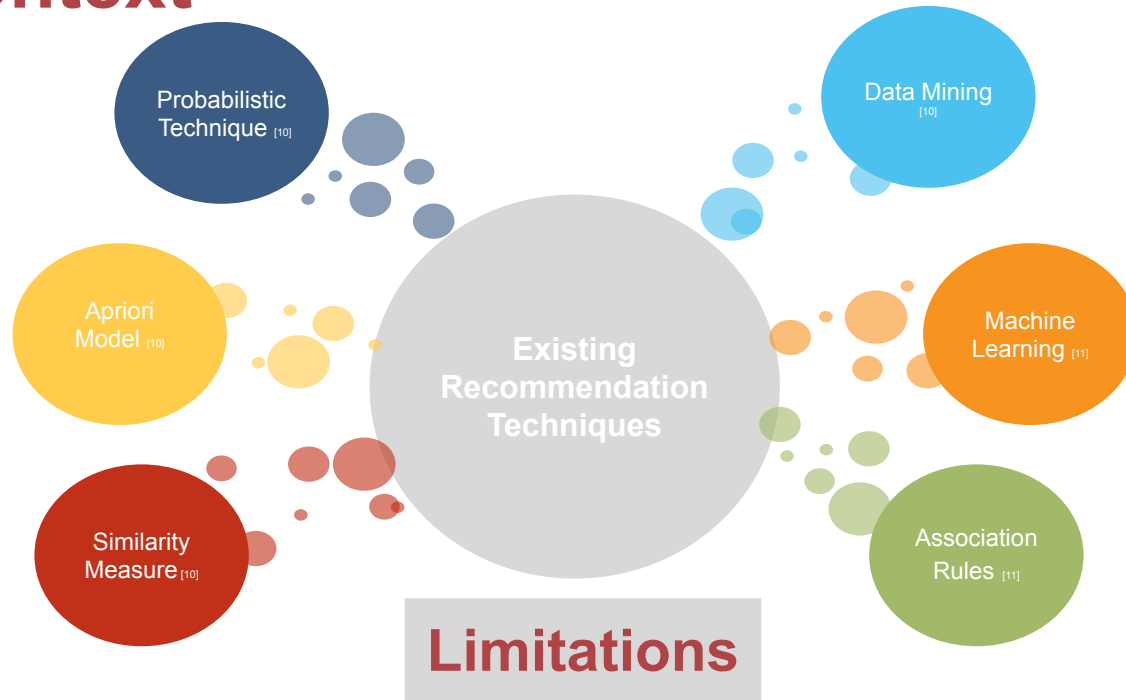 ontext
Probabilistic
Technique [10]
Data Mining
[10]
Apriori
Model [10]
Existing
Recommendation
Techniques
Machine
Learning [11]
Similarity
Measure [10]
Association
Rules [11]
Limitations